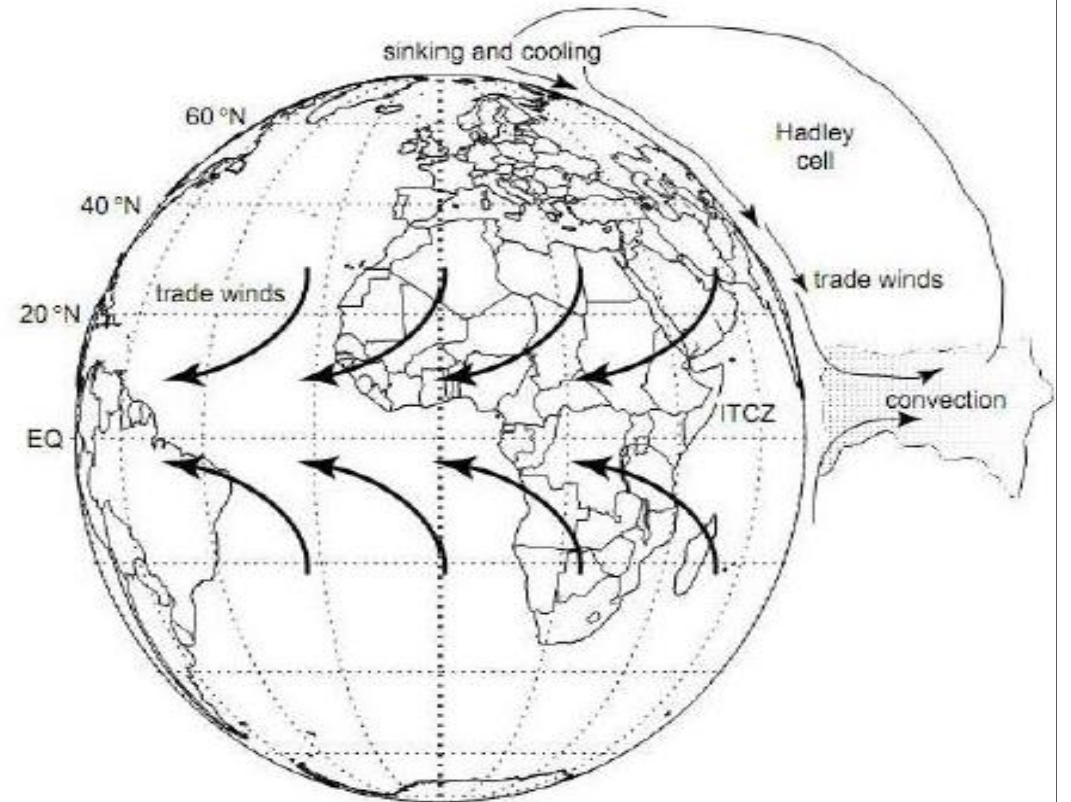 sinking and cooling
60 °N
Hadley
cell
40 °N
trade winds
trade winds
20 °N
convection
ITCZ
EQ